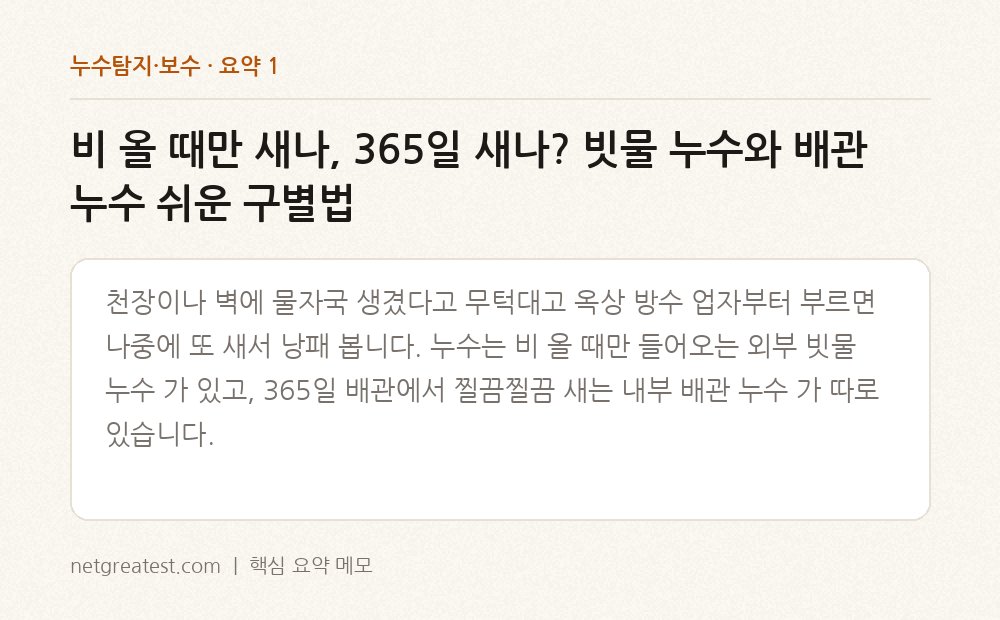 누수탐지·보수 · 요약 1
비 올 때만 새나, 365일 새나? 빗물 누수와 배관
누수 쉬운 구별법
천장이나 벽에 물자국 생겼다고 무턱대고 옥상 방수 업자부터 부르면
나중에 또 새서 낭패 봅니다. 누수는 비 올 때만 들어오는 외부 빗물
누수 가 있고, 365일 배관에서 찔끔찔끔 새는 내부 배관 누수 가 따로
있습니다.
netgreatest.com | 핵심 요약 메모